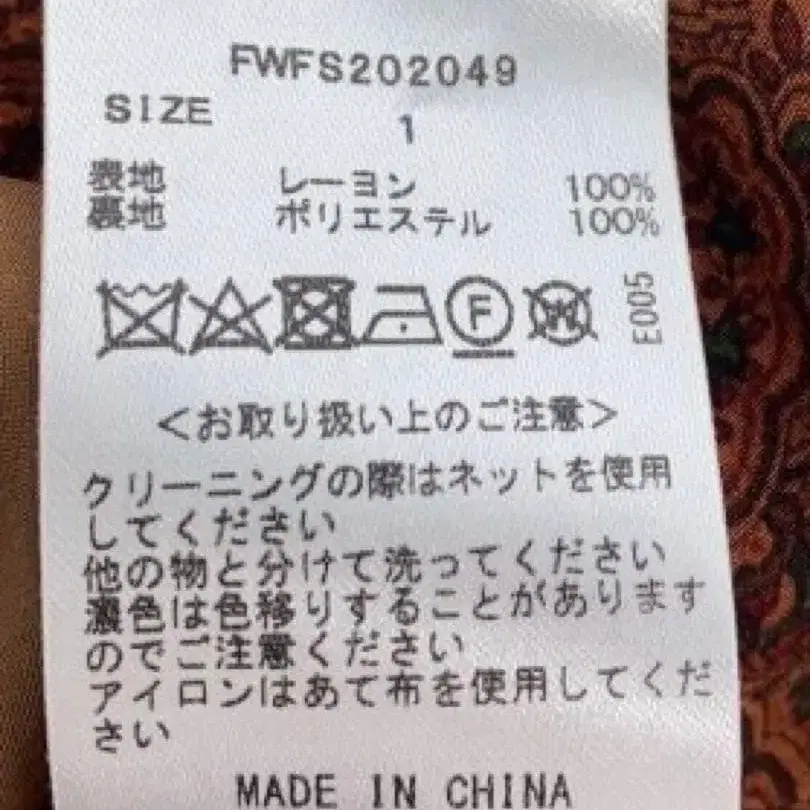 FWFS202049
SIZE 1
表地 レーヨン 100%
裏地 ポリエステル 100%
F W E005
<お取り扱い上のご注意>
クリーニングの際はネットを使用
してください
他の物と分けて洗ってください
濃色は色移りすることがあります
のでご注意ください
アイロンはあて布を使用してくだ
さい
MADE IN CHINA